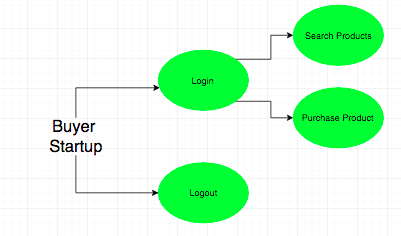 Search Products
Login
Purchase Product
Buyer
Startup
Logout